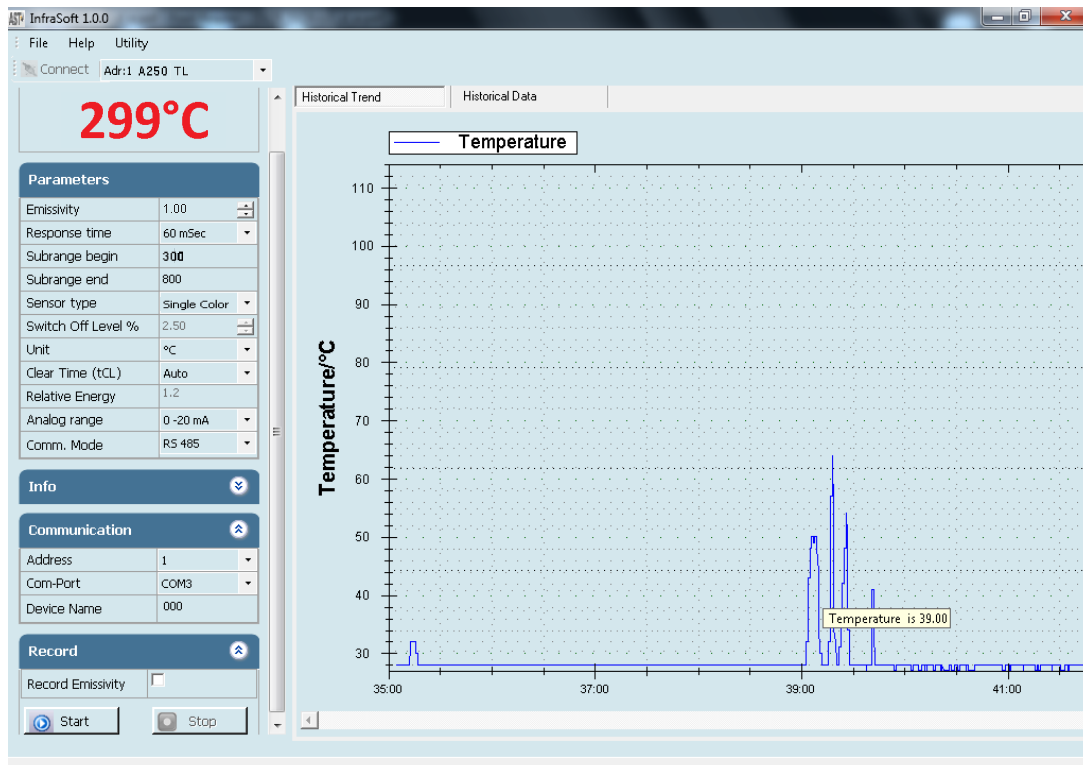 AST InfraSoft 1.0.0
File Help Utility
Connect Adr:1 A250 TL
299°C
Parameters
Emissivity 1.00
Response time 60 mSec
Subrange begin 300
Subrange end 800
Sensor type Single Color
Switch Off Level % 2.50
Unit °C
Clear Time (tCL) Auto
Relative Energy 1.2
Analog range 0 -20 mA
Comm. Mode RS 485
Info
Communication
Address 1
Com-Port COM3
Device Name 000
Record
Record Emissivity
Start Stop
Historical Trend Historical Data
Temperature
Temperature/°C
110
100
90
80
70
60
50
40
30
Temperature is 39.00
35:00 37:00 39:00 41:00